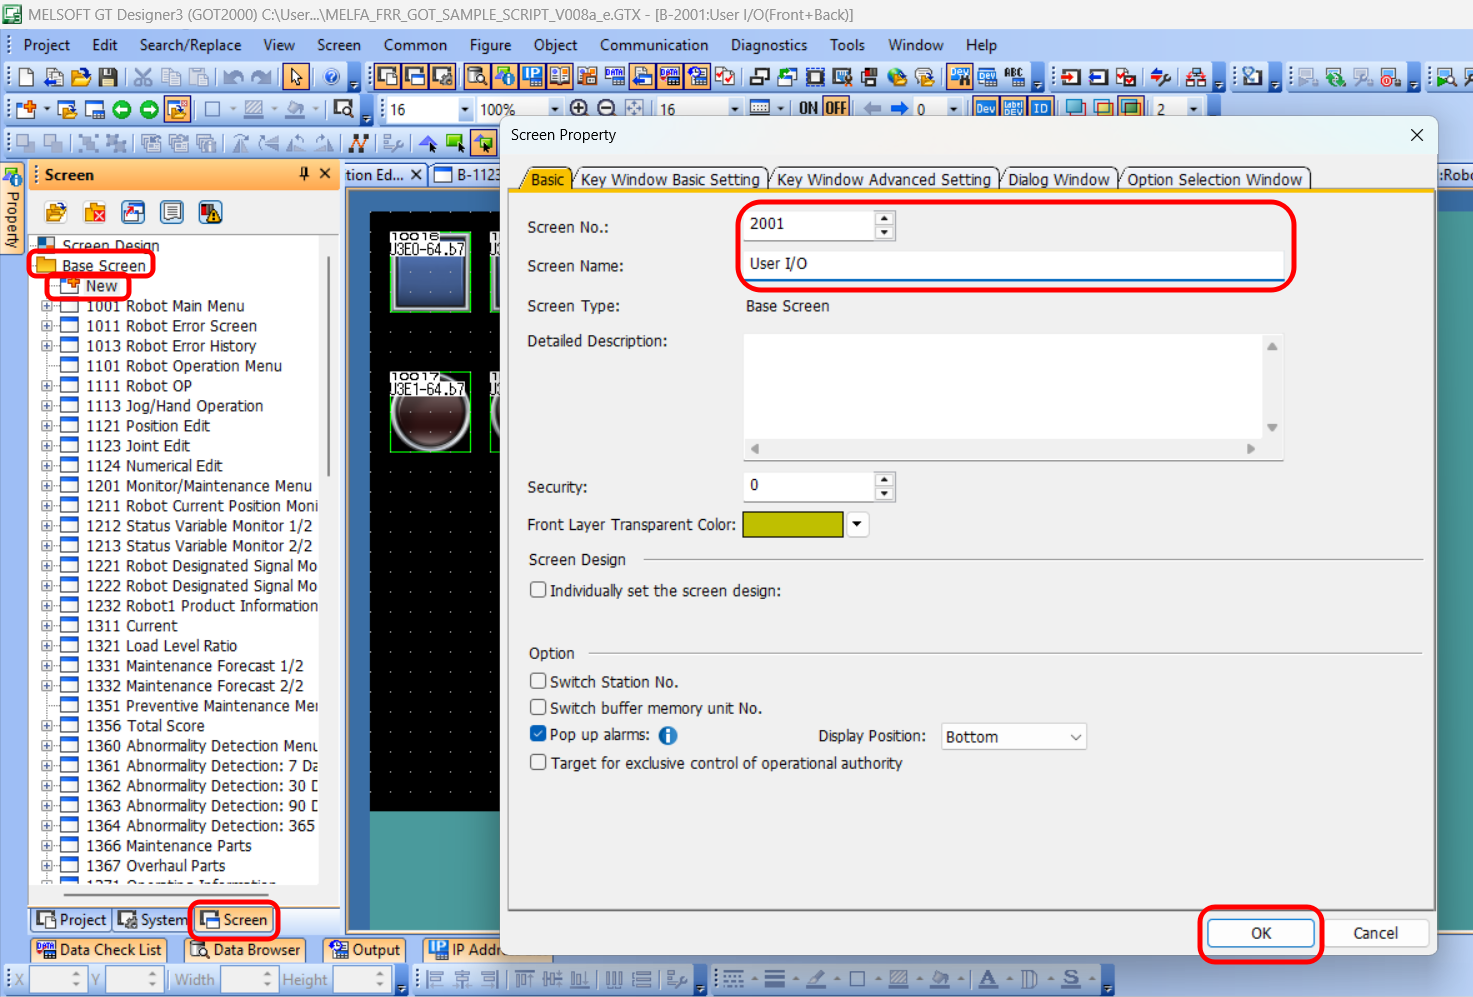 MELSOFT GT Designer3 (GOT2000) C:\User...\MELFA_FRR_GOT_SAMPLE_SCRIPT_V008a_e.GTX - [B-2001:User I/O(Front+Back)]
Project Edit Search/Replace View Screen Common Figure Object Communication Diagnostics Tools Window Help
16 100% 16 ON OFF 0 Dev ID 2
Screen
Property
tion Ed... B-1123 :Robo
Screen Design
Base Screen
New
1001 Robot Main Menu
1011 Robot Error Screen
1013 Robot Error History
1101 Robot Operation Menu
1111 Robot OP
1113 Jog/Hand Operation
1121 Position Edit
1123 Joint Edit
1124 Numerical Edit
1201 Monitor/Maintenance Menu
1211 Robot Current Position Moni
1212 Status Variable Monitor 1/2
1213 Status Variable Monitor 2/2
1221 Robot Designated Signal Mo
1222 Robot Designated Signal Mo
1232 Robot1 Product Information
1311 Current
1321 Load Level Ratio
1331 Maintenance Forecast 1/2
1332 Maintenance Forecast 2/2
1351 Preventive Maintenance Mer
1356 Total Score
1360 Abnormality Detection Menu
1361 Abnormality Detection: 7 Da
1362 Abnormality Detection: 30 D
1363 Abnormality Detection: 90 D
1364 Abnormality Detection: 365
1366 Maintenance Parts
1367 Overhaul Parts
1371 Operating Information
Project System Screen
10016
U3E0-64.b7
10017
U3E1-64.b7
Screen Property
Basic Key Window Basic Setting Key Window Advanced Setting Dialog Window Option Selection Window
Screen No.: 2001
Screen Name: User I/O
Screen Type: Base Screen
Detailed Description:
Security: 0
Front Layer Transparent Color:
Screen Design
Individually set the screen design:
Option
Switch Station No.
Switch buffer memory unit No.
Pop up alarms: Display Position: Bottom
Target for exclusive control of operational authority
OK Cancel
Data Check List Data Browser Output IP Addr
X Y Width Height